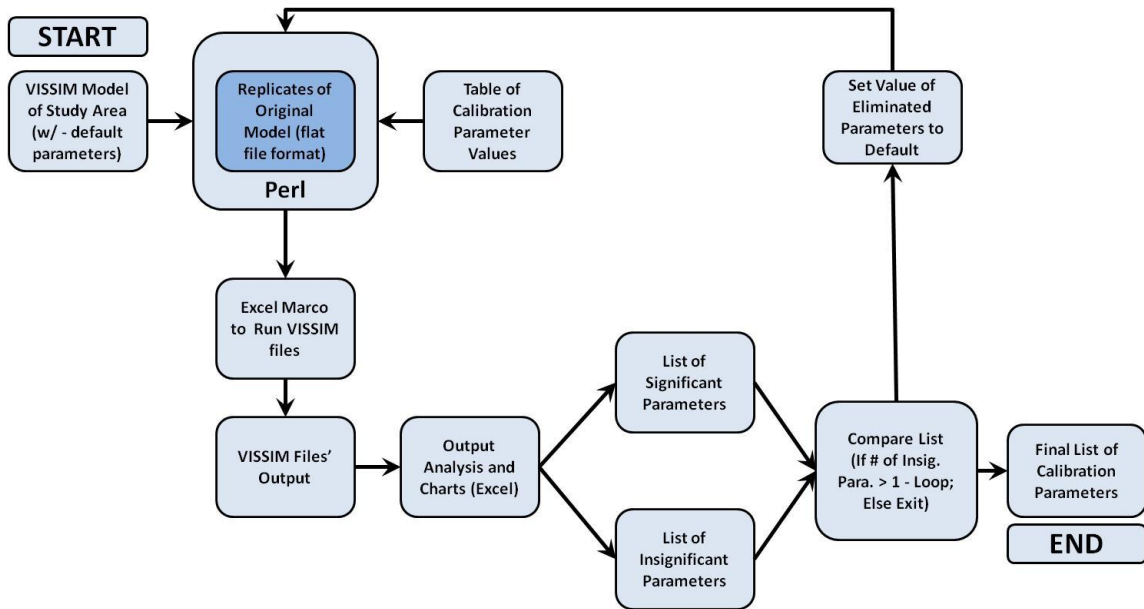 START
VISSIM Model
of Study Area
(w/ - default
parameters)
Replicates of
Original
Model (flat
file format)
Perl
Table of
Calibration
Parameter
Values
Set Value of
Eliminated
Parameters to
Default
Excel Marco
to Run VISSIM
files
VISSIM Files'
Output
Output
Analysis and
Charts (Excel)
List of
Significant
Parameters
List of
Insignificant
Parameters
Compare List
(If # of Insig.
Para. > 1 - Loop;
Else Exit)
Final List of
Calibration
Parameters
END